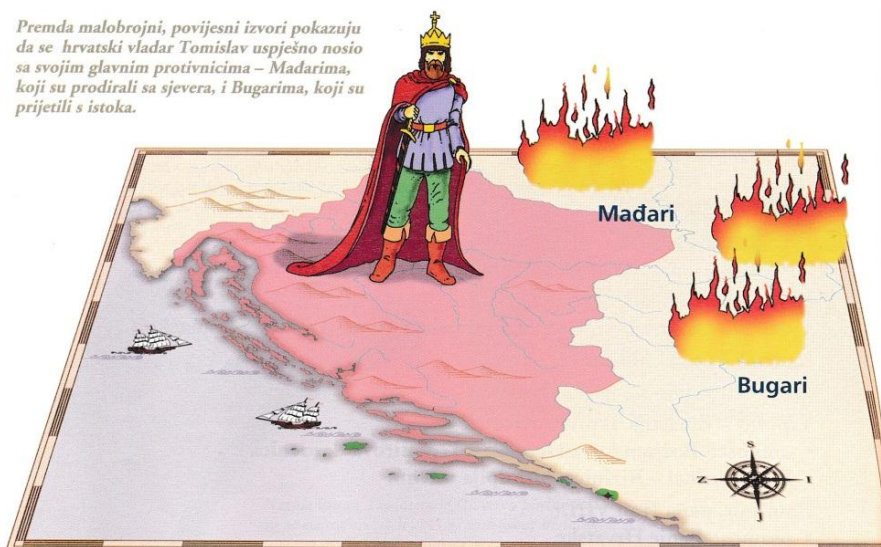 Premda malobrojni, povijesni izvori pokazuju
da se hrvatski vladar Tomislav uspješno nosio
sa svojim glavnim protivnicima – Mađarima,
koji su prodirali sa sjevera, i Bugarima, koji su
prijetili s istoka.
Mađari
Bugari
S
Z
I
J